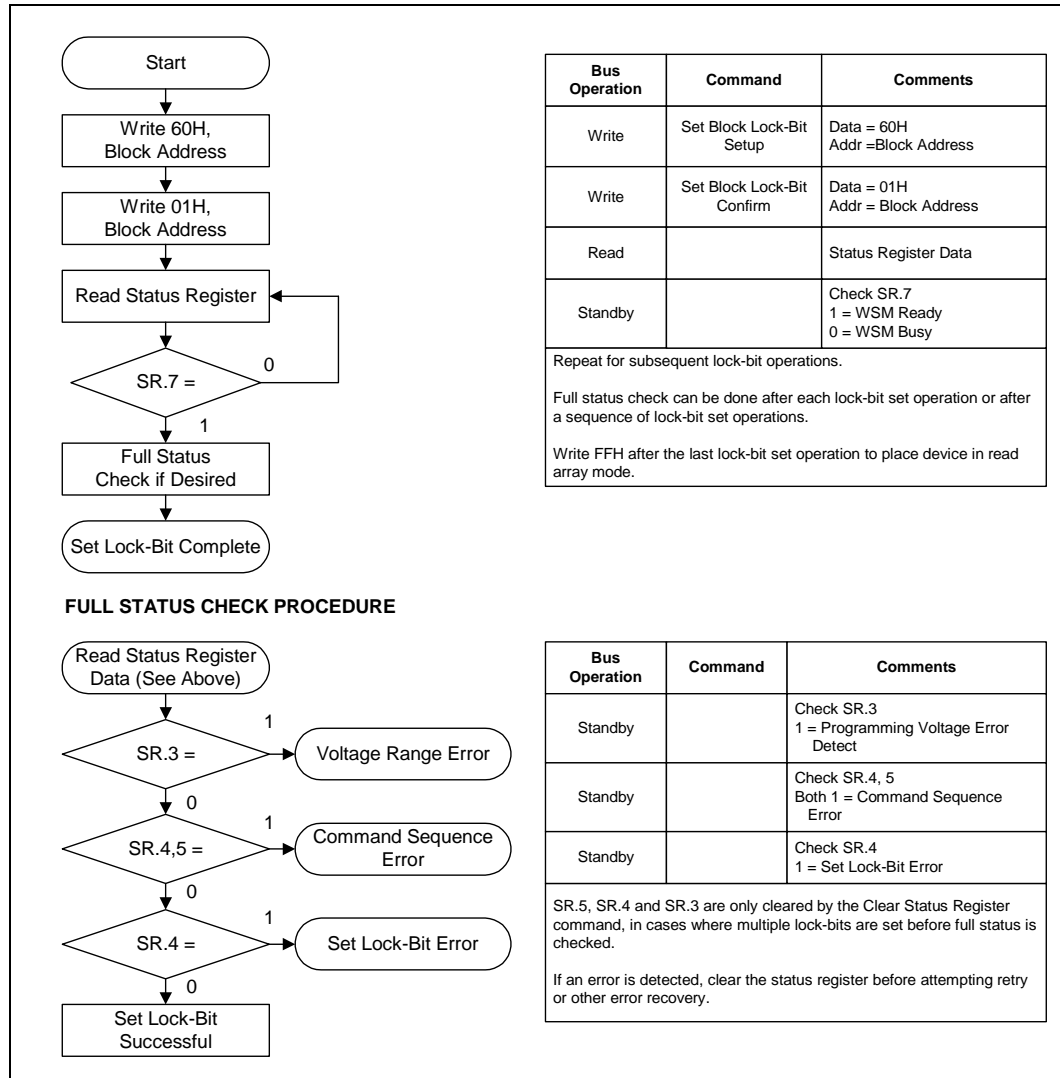 Start
Write 60H,
Block Address
Write 01H,
Block Address
Read Status Register
SR.7 =
0
1
Full Status
Check if Desired
Set Lock-Bit Complete
Bus
Operation
Command
Comments
Write
Set Block Lock-Bit
Setup
Data = 60H
Addr =Block Address
Write
Set Block Lock-Bit
Confirm
Data = 01H
Addr = Block Address
Read
Status Register Data
Standby
Check SR.7
1 = WSM Ready
0 = WSM Busy
Repeat for subsequent lock-bit operations.
Full status check can be done after each lock-bit set operation or after
a sequence of lock-bit set operations.
Write FFH after the last lock-bit set operation to place device in read
array mode.
FULL STATUS CHECK PROCEDURE
Read Status Register
Data (See Above)
SR.3 =
1
Voltage Range Error
0
SR.4,5 =
1
Command Sequence
Error
0
SR.4 =
1
Set Lock-Bit Error
0
Set Lock-Bit
Successful
Bus
Operation
Command
Comments
Standby
Check SR.3
1 = Programming Voltage Error
Detect
Standby
Check SR.4, 5
Both 1 = Command Sequence
Error
Standby
Check SR.4
1 = Set Lock-Bit Error
SR.5, SR.4 and SR.3 are only cleared by the Clear Status Register
command, in cases where multiple lock-bits are set before full status is
checked.
If an error is detected, clear the status register before attempting retry
or other error recovery.